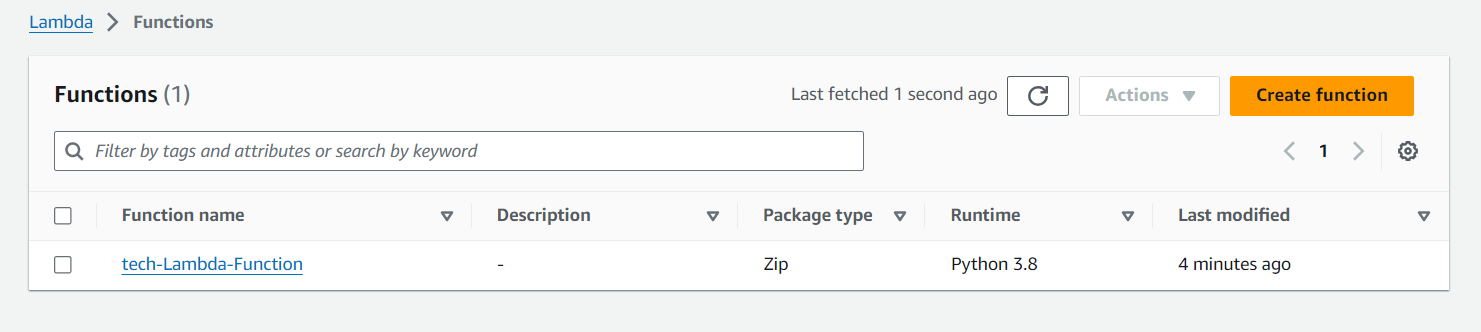 Lambda > Functions
Functions (1) Last fetched 1 second ago Actions Create function
Filter by tags and attributes or search by keyword 1
Function name Description Package type Runtime Last modified
tech-Lambda-Function - Zip Python 3.8 4 minutes ago